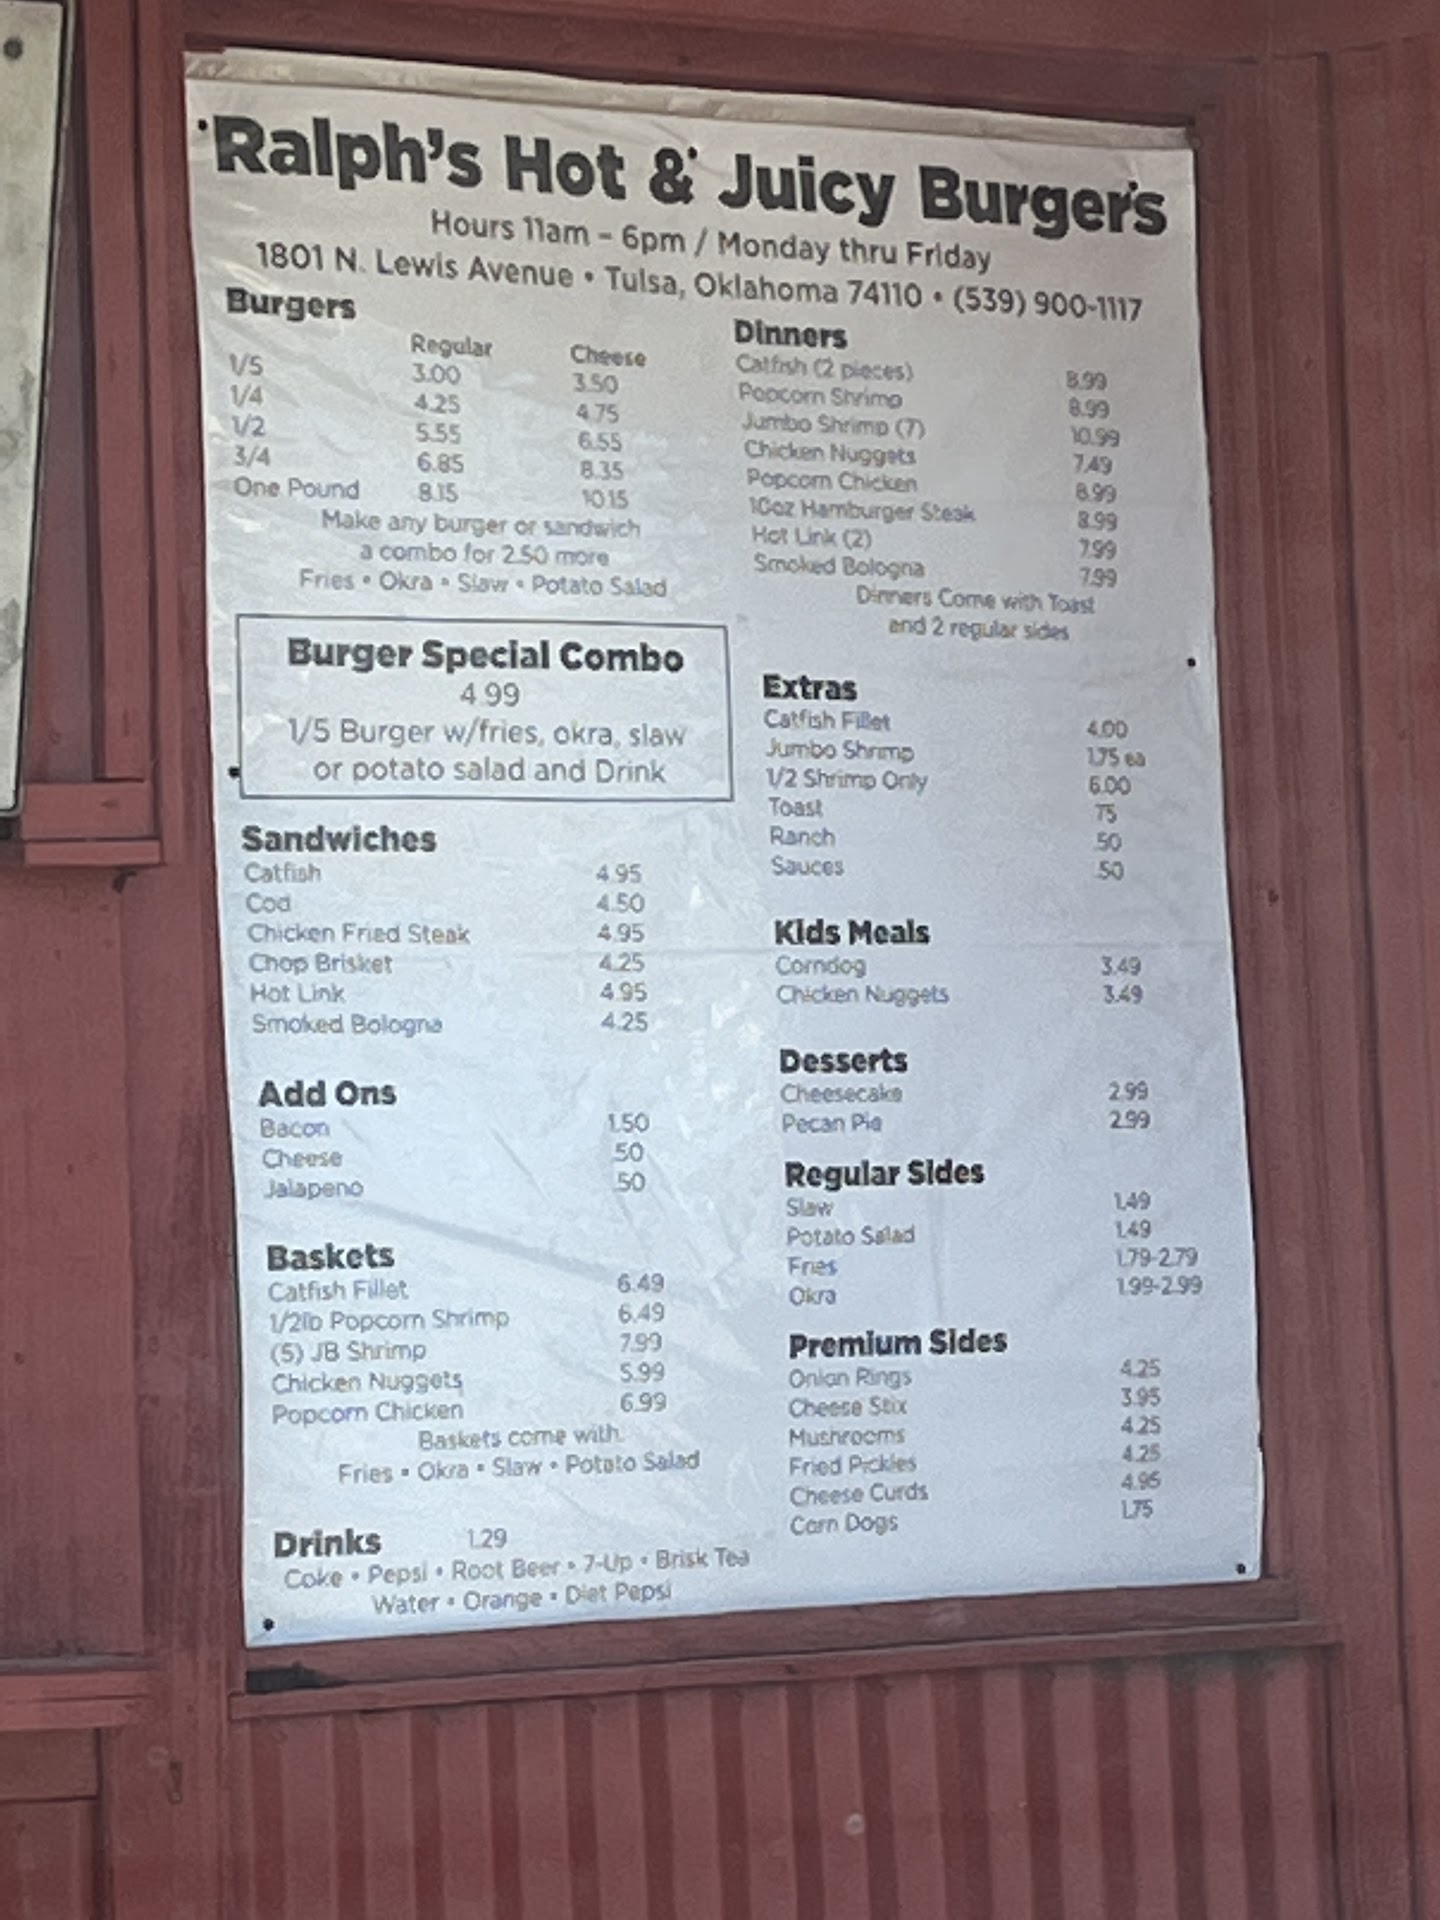 Ralph's Hot & Juicy Burger's
Hours 11am - 6pm / Monday thru Friday
1801 N. Lewis Avenue • Tulsa, Oklahoma 74110 • (539) 900-1117
Burgers
Regular Cheese
1/5 3.00 3.50
1/4 4.25 4.75
1/2 5.55 6.55
3/4 6.85 8.35
One Pound 8.15 10.15
Make any burger or sandwich
a combo for 2.50 more
Fries • Okra • Slaw • Potato Salad
Burger Special Combo
4.99
1/5 Burger w/fries, okra, slaw
or potato salad and Drink
Sandwiches
Catfish 4.95
Cod 4.50
Chicken Fried Steak 4.95
Chop Brisket 4.25
Hot Link 4.95
Smoked Bologna 4.25
Add Ons
Bacon 1.50
Cheese .50
Jalapeno .50
Baskets
Catfish Fillet 6.49
1/2lb Popcorn Shrimp 6.49
(5) JB Shrimp 7.99
Chicken Nuggets 5.99
Popcorn Chicken 6.99
Baskets come with
Fries • Okra • Slaw • Potato Salad
Drinks 1.29
Coke • Pepsi • Root Beer • 7-Up • Brisk Tea
Water • Orange • Diet Pepsi
Dinners
Catfish (2 pieces) 8.99
Popcorn Shrimp 8.99
Jumbo Shrimp (7) 10.99
Chicken Nuggets 7.49
Popcorn Chicken 8.99
10oz Hamburger Steak 8.99
Hot Link (2) 7.99
Smoked Bologna 7.99
Dinners Come with Toast
and 2 regular sides
Extras
Catfish Fillet 4.00
Jumbo Shrimp 1.75 ea
1/2 Shrimp Only 6.00
Toast .75
Ranch .50
Sauces .50
Kids Meals
Corndog 3.49
Chicken Nuggets 3.49
Desserts
Cheesecake 2.99
Pecan Pie 2.99
Regular Sides
Slaw 1.49
Potato Salad 1.49
Fries 1.79-2.79
Okra 1.99-2.99
Premium Sides
Onion Rings 4.25
Cheese Stix 3.95
Mushrooms 4.25
Fried Pickles 4.25
Cheese Curds 4.95
Corn Dogs 1.75